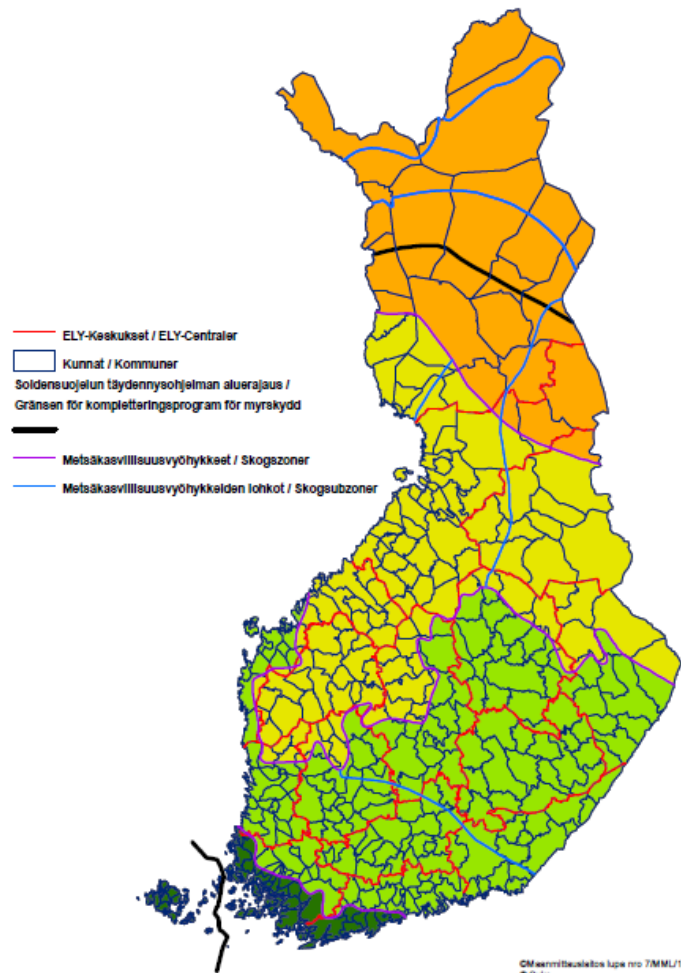 ELY-Keskukset / ELY-Centraler
Kunnat / Kommuner
Soidensuojelun täydennysohjelman aluerajaus /
Gränsen för kompletteringsprogram för myrskydd
Metsäkasvillisuusvyöhykkeet / Skogszoner
Metsäkasvillisuusvyöhykkeiden lohkot / Skogsubzoner
©Maanmittauslaitos lupa nro 7/MML/1